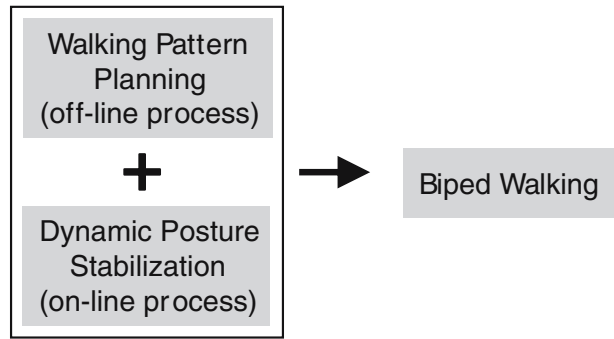 Walking Pattern
Planning
(off-line process)
+
Dynamic Posture
Stabilization
(on-line process)
Biped Walking